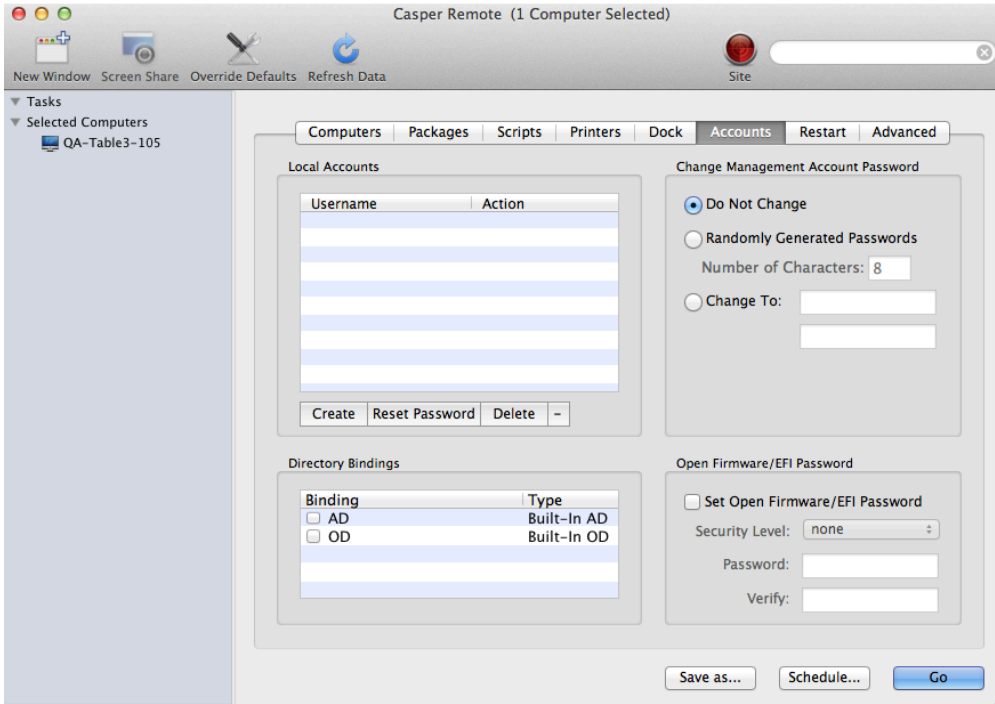 Casper Remote (1 Computer Selected)
New Window Screen Share Override Defaults Refresh Data Site
Tasks
Selected Computers
QA-Table3-105
Computers Packages Scripts Printers Dock Accounts Restart Advanced
Local Accounts
Username Action
Create Reset Password Delete -
Change Management Account Password
Do Not Change
Randomly Generated Passwords
Number of Characters: 8
Change To:
Directory Bindings
Binding Type
AD Built-In AD
OD Built-In OD
Open Firmware/EFI Password
Set Open Firmware/EFI Password
Security Level: none
Password:
Verify:
Save as... Schedule... Go